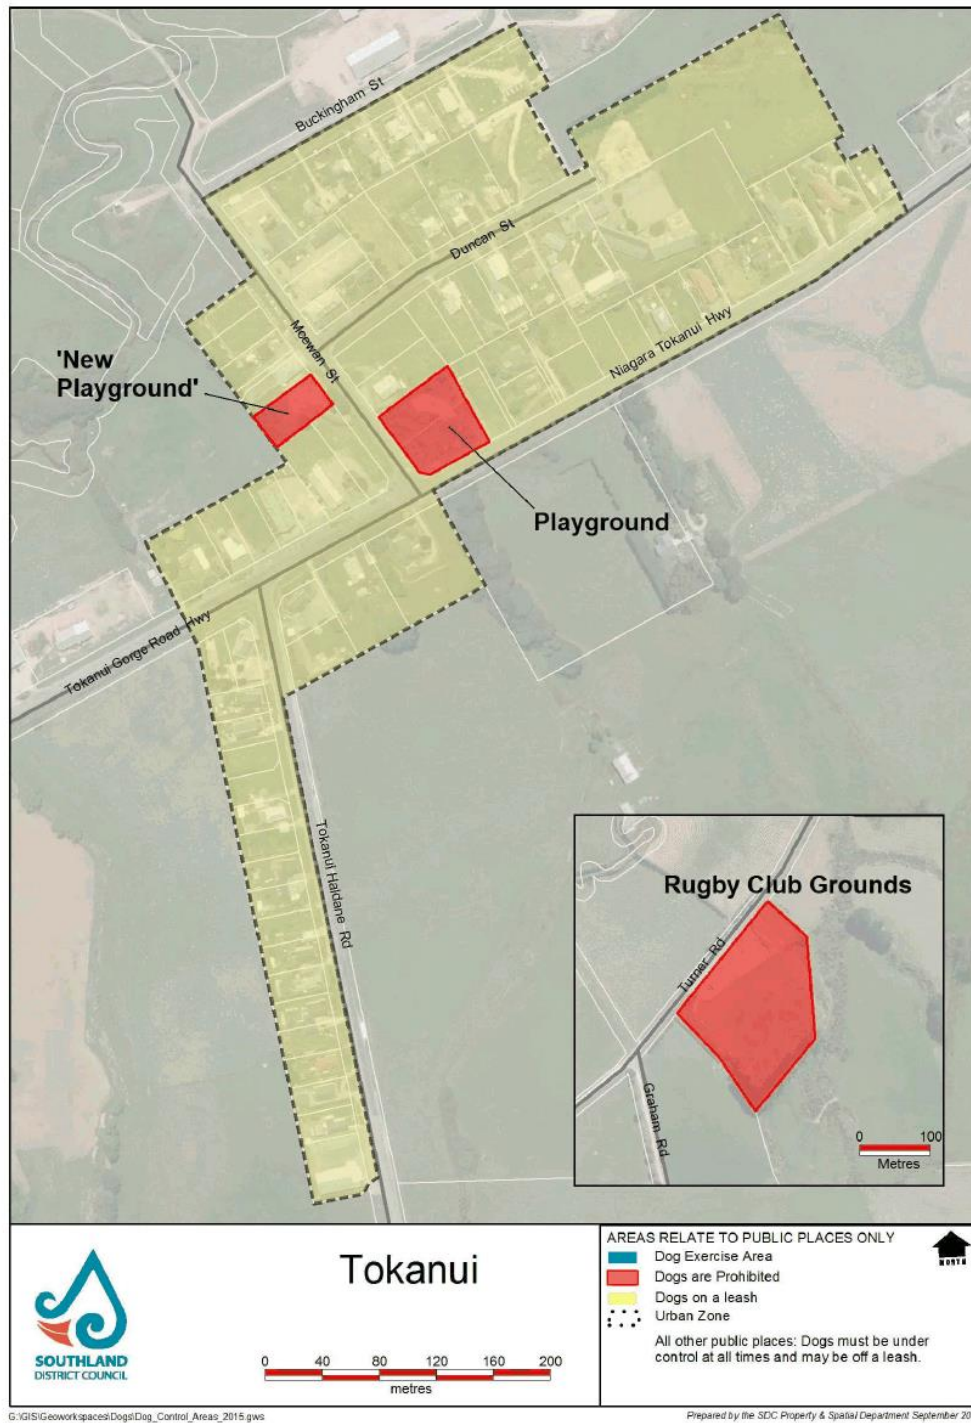 Buckingham St
Duncan St
Mcewan St
Niagara Tokanui Hwy
'New
Playground'
Playground
Tokanui Gorge Road Hwy
Tokanui Haldane Rd
Rugby Club Grounds
Turner Rd
Graham Rd
0 100
Metres
SOUTHLAND
DISTRICT COUNCIL
Tokanui
0 40 80 120 160 200
metres
AREAS RELATE TO PUBLIC PLACES ONLY
Dog Exercise Area
Dogs are Prohibited
Dogs on a leash
Urban Zone
All other public places: Dogs must be under
control at all times and may be off a leash.
NORTH
G:\GIS\Geoworkspaces\Dogs\Dog_Control_Areas_2015.gws
Prepared by the SDC Property & Spatial Department September 20